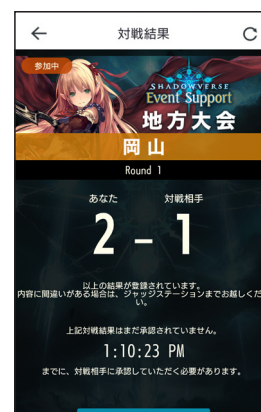 対戦結果
参加中
SHADOWVERSE
Event Support
地方大会
岡山
Round 1
あなた 対戦相手
2 - 1
以上の結果が登録されています。
内容に間違いがある場合は、ジャッジステーションまでお越しくださ
い。
上記対戦結果はまだ承認されていません。
1:10:23 PM
までに、対戦相手に承認していただく必要があります。